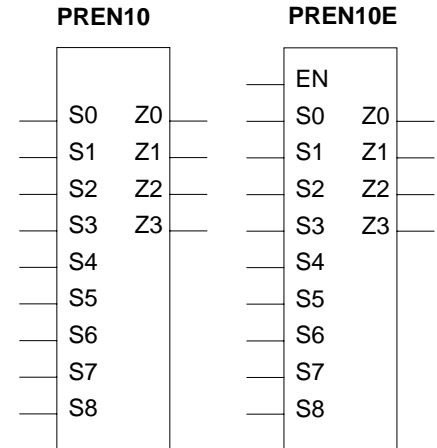 PREN10 PREN10E
EN
S0 Z0 S0 Z0
S1 Z1 S1 Z1
S2 Z2 S2 Z2
S3 Z3 S3 Z3
S4 S4
S5 S5
S6 S6
S7 S7
S8 S8